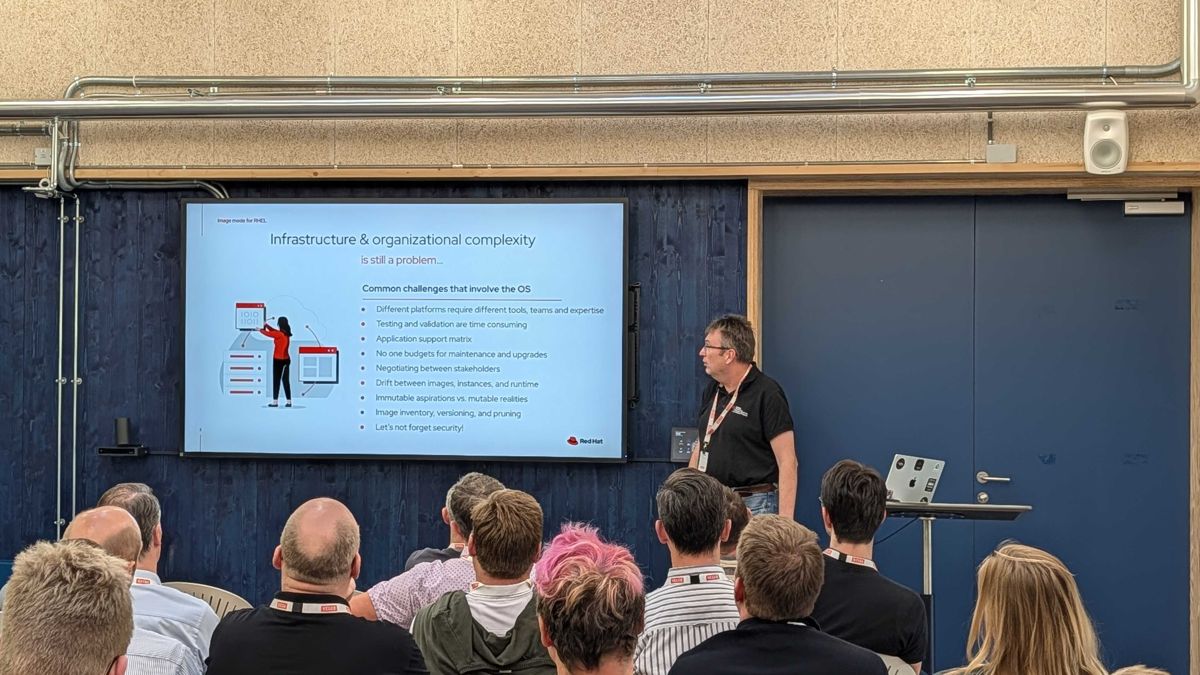 Image mode for RHEL
Infrastructure & organizational complexity
is still a problem...
Common challenges that involve the OS
Different platforms require different tools, teams and expertise
Testing and validation are time consuming
Application support matrix
No one budgets for maintenance and upgrades
Negotiating between stakeholders
Drift between images, instances, and runtime
Immutable aspirations vs. mutable realities
Image inventory, versioning, and pruning
Let's not forget security!
1010
11011
Red Hat